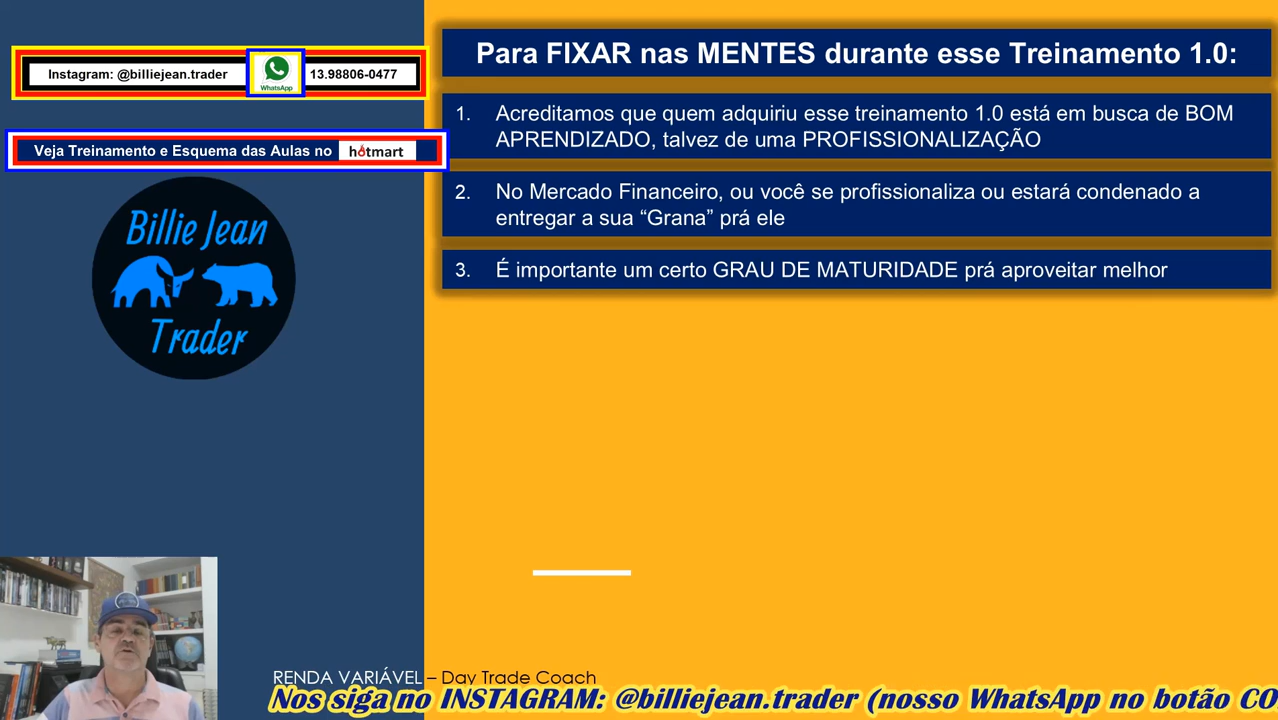 Para FIXAR nas MENTES durante esse Treinamento 1.0:
Instagram: @billiejean.trader
WhatsApp
13.98806-0477
Veja Treinamento e Esquema das Aulas no hotmart
Billie Jean
Trader
1. Acreditamos que quem adquiriu esse treinamento 1.0 está em busca de BOM
APRENDIZADO, talvez de uma PROFISSIONALIZAÇÃO
2. No Mercado Financeiro, ou você se profissionaliza ou estará condenado a
entregar a sua “Grana” prá ele
3. É importante um certo GRAU DE MATURIDADE prá aproveitar melhor
RENDA VARIÁVEL – Day Trade Coach
Nos siga no INSTAGRAM: @billiejean.trader (nosso WhatsApp no botão CO